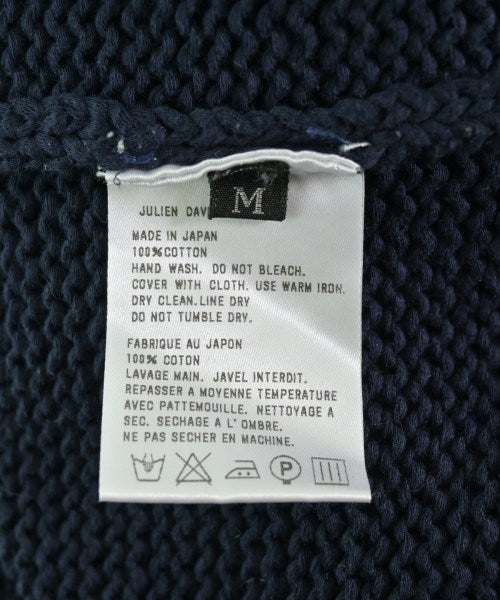 M
JULIEN
MADE IN JAPAN
100%COTTON
HAND WASH. DO NOT BLEACH.
COVER WITH CLOTH. USE WARM IRON.
DRY CLEAN.LINE DRY
DO NOT TUMBLE DRY.
FABRIQUE AU JAPON
100% COTON
LAVAGE MAIN. JAVEL INTERDIT.
REPASSER A MOYENNE TEMPERATURE
AVEC PATTEMOUILLE. NETTOYAGE A
SEC. SECHAGE A L'OMBRE.
NE PAS SECHER EN MACHINE.
P